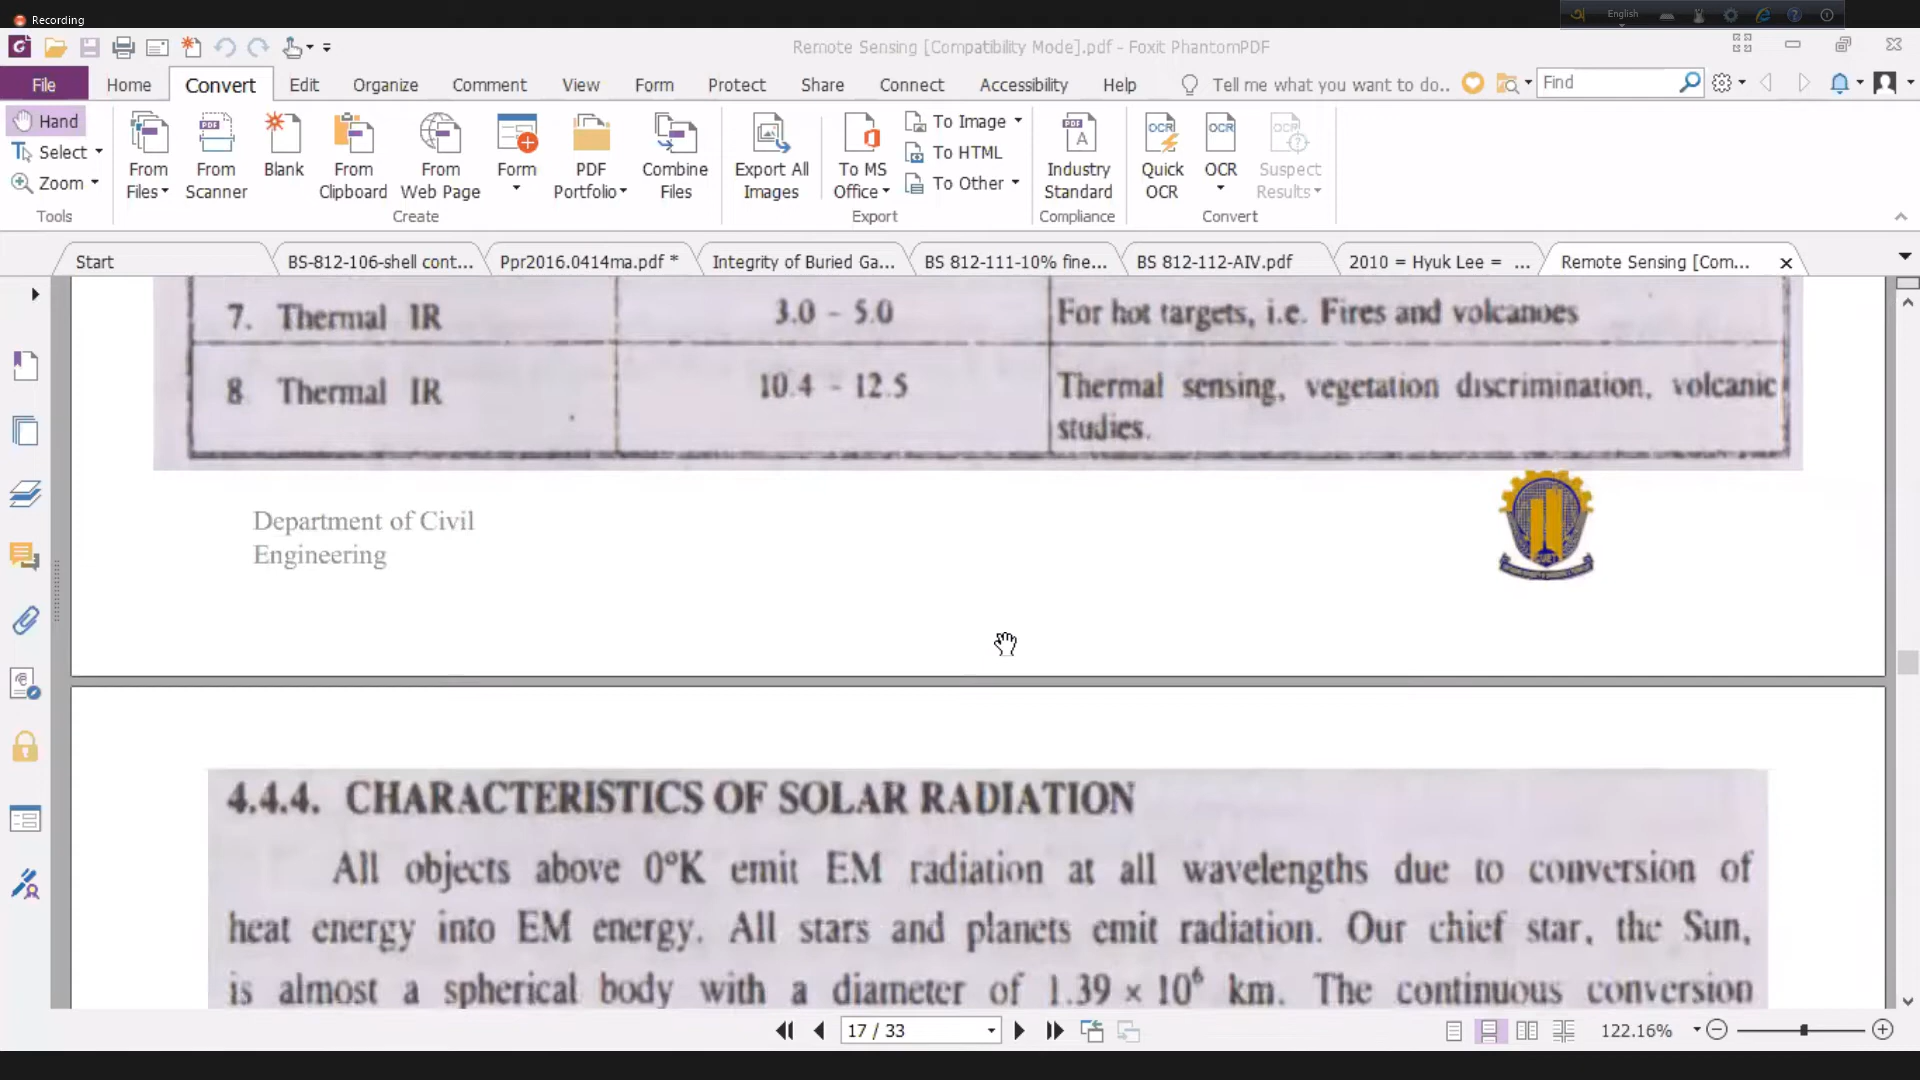 Recording
English
Remote Sensing [Compatibility Mode].pdf - Foxit PhantomPDF
File Home Convert Edit Organize Comment View Form Protect Share Connect Accessibility Help Tell me what you want to do.. Find
Hand
Select
Zoom
Tools
From Files
From Scanner
Blank
From Clipboard
From Web Page
Form
PDF Portfolio
Combine Files
Create
Export All Images
To MS Office
To Image
To HTML
To Other
Export
PDF A
Industry Standard
Compliance
OCR
Quick OCR
OCR
OCR
OCR
Suspect Results
Convert
Start BS-812-106-shell cont... Ppr2016.0414ma.pdf * Integrity of Buried Ga... BS 812-111-10% fine... BS 812-112-AIV.pdf 2010 = Hyuk Lee = ... Remote Sensing [Com...
7. Thermal IR 3.0 - 5.0 For hot targets, i.e. Fires and volcanoes
8 Thermal IR 10.4 - 12.5 Thermal sensing, vegetation discrimination, volcanic
studies.
Department of Civil
Engineering
4.4.4. CHARACTERISTICS OF SOLAR RADIATION
All objects above 0°K emit EM radiation at all wavelengths due to conversion of
heat energy into EM energy. All stars and planets emit radiation. Our chief star, the Sun,
is almost a spherical body with a diameter of 1.39 × 10⁶ km. The continuous conversion
17 / 33
122.16%